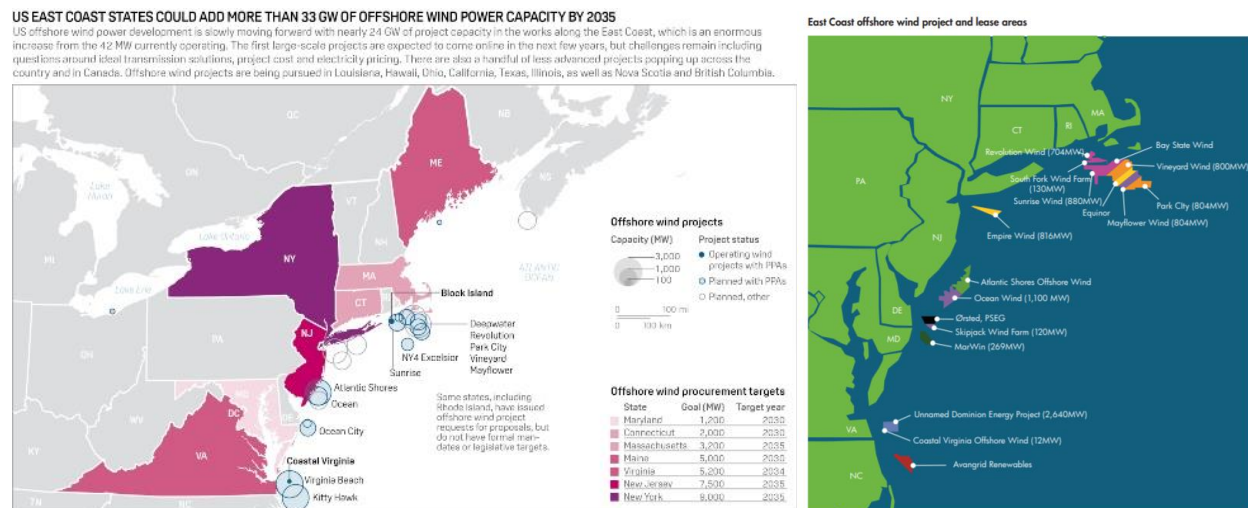 US EAST COAST STATES COULD ADD MORE THAN 33 GW OF OFFSHORE WIND POWER CAPACITY BY 2035
US offshore wind power development is slowly moving forward with nearly 24 GW of project capacity in the works along the East Coast, which is an enormous
increase from the 42 MW currently operating. The first large-scale projects are expected to come online in the next few years, but challenges remain including
questions around ideal transmission solutions, project cost and electricity pricing. There are also a handful of less advanced projects popping up across the
country and in Canada. Offshore wind projects are being pursued in Louisiana, Hawaii, Ohio, California, Texas, Illinois, as well as Nova Scotia and British Columbia.
QC
NB
ON
ME
NS
Lake Huron
VT
NH
Lake Ontario
MI
NY
MA
ATLANTIC OCEAN
Lake Erie
CT
Block Island
PA
NJ
OH
Deepwater
Revolution
Park City
Vineyard
Mayflower
NY4 Excelsior
Sunrise
Atlantic Shores
Ocean
MD
DC
DE
WV
Ocean City
KY
VA
Coastal Virginia
Virginia Beach
Kitty Hawk
TN
NC
Some states, including
Rhode Island, have issued
offshore wind project
requests for proposals, but
do not have formal man-
dates or legislative targets.
Offshore wind projects
Capacity (MW)
3,000
1,000
100
Project status
Operating wind
projects with PPAs
Planned with PPAs
Planned, other
0 100 mi
0 100 km
Offshore wind procurement targets
State Goal (MW) Target year
Maryland 1,200 2030
Connecticut 2,000 2030
Massachusetts 3,200 2035
Maine 5,000 2030
Virginia 5,200 2034
New Jersey 7,500 2035
New York 9,000 2035
East Coast offshore wind project and lease areas
NY
MA
CT
RI
Bay State Wind
Revolution Wind (704MW)
Vineyard Wind (800MW)
PA
South Fork Wind Farm
(130MW)
Sunrise Wind (880MW)
Park City (804MW)
Equinor
Mayflower Wind (804MW)
NJ
Empire Wind (816MW)
Atlantic Shores Offshore Wind
Ocean Wind (1,100 MW)
DE
Ørsted, PSEG
Skipjack Wind Farm (120MW)
MD
MarWin (269MW)
Unnamed Dominion Energy Project (2,640MW)
VA
Coastal Virginia Offshore Wind (12MW)
Avangrid Renewables
NC